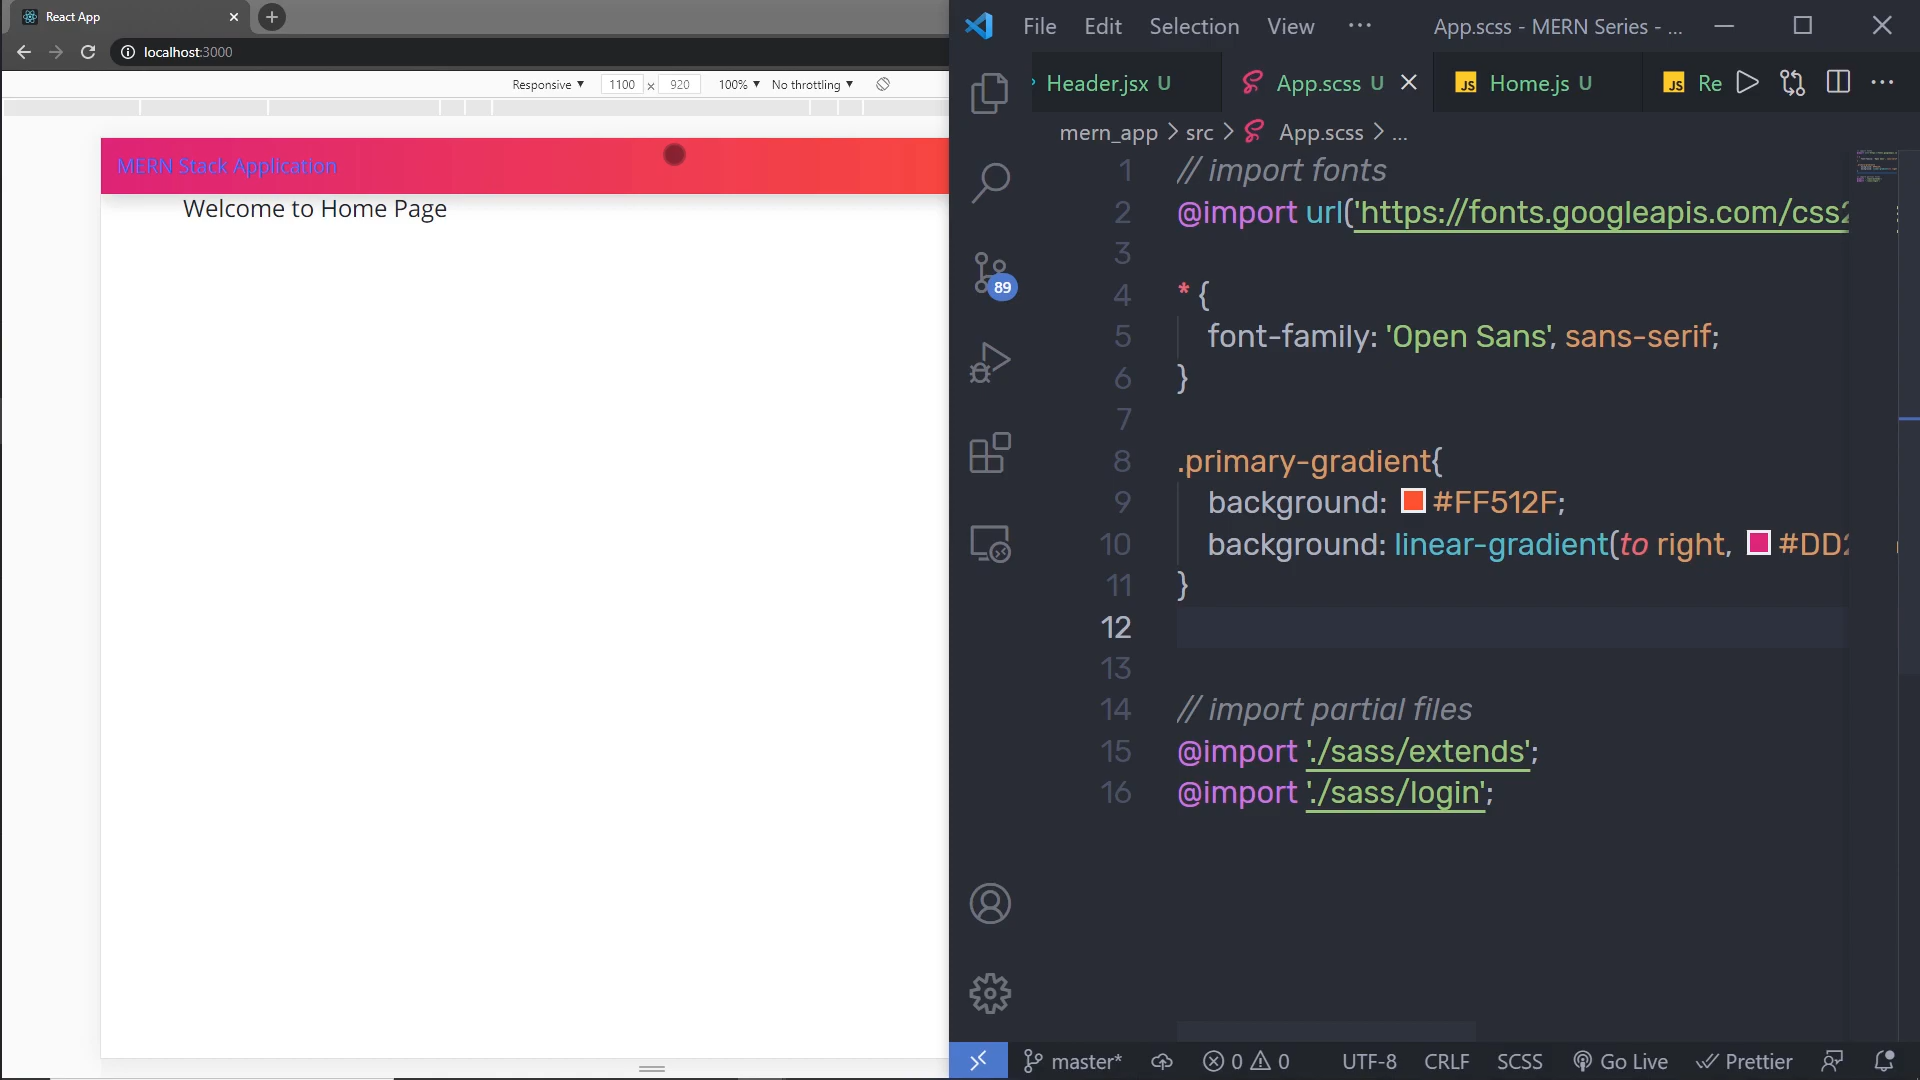 React App
localhost:3000
Responsive 1100 x 920 100% No throttling
MERN Stack Application
Welcome to Home Page
File Edit Selection View ··· App.scss - MERN Series - ...
Header.jsx U App.scss U Home.js U Re
mern_app > src > App.scss > ...
89
1 // import fonts
2 @import url('https://fonts.googleapis.com/css2
3
4 * {
5 font-family: 'Open Sans', sans-serif;
6 }
7
8 .primary-gradient{
9 background: #FF512F;
10 background: linear-gradient(to right, #DD2
11 }
12
13
14 // import partial files
15 @import './sass/extends';
16 @import './sass/login';
master* 0 0 UTF-8 CRLF SCSS Go Live Prettier